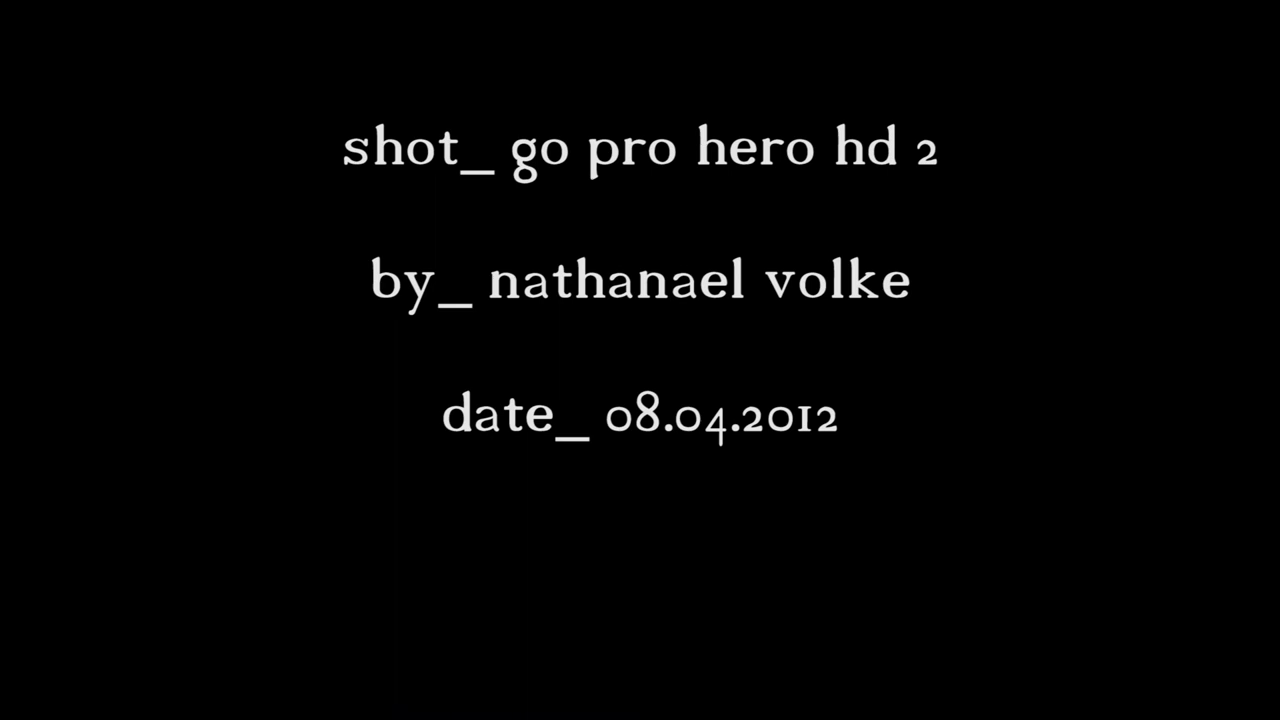 shot_ go pro hero hd 2
by_ nathanael volke
date_ 08.04.2012